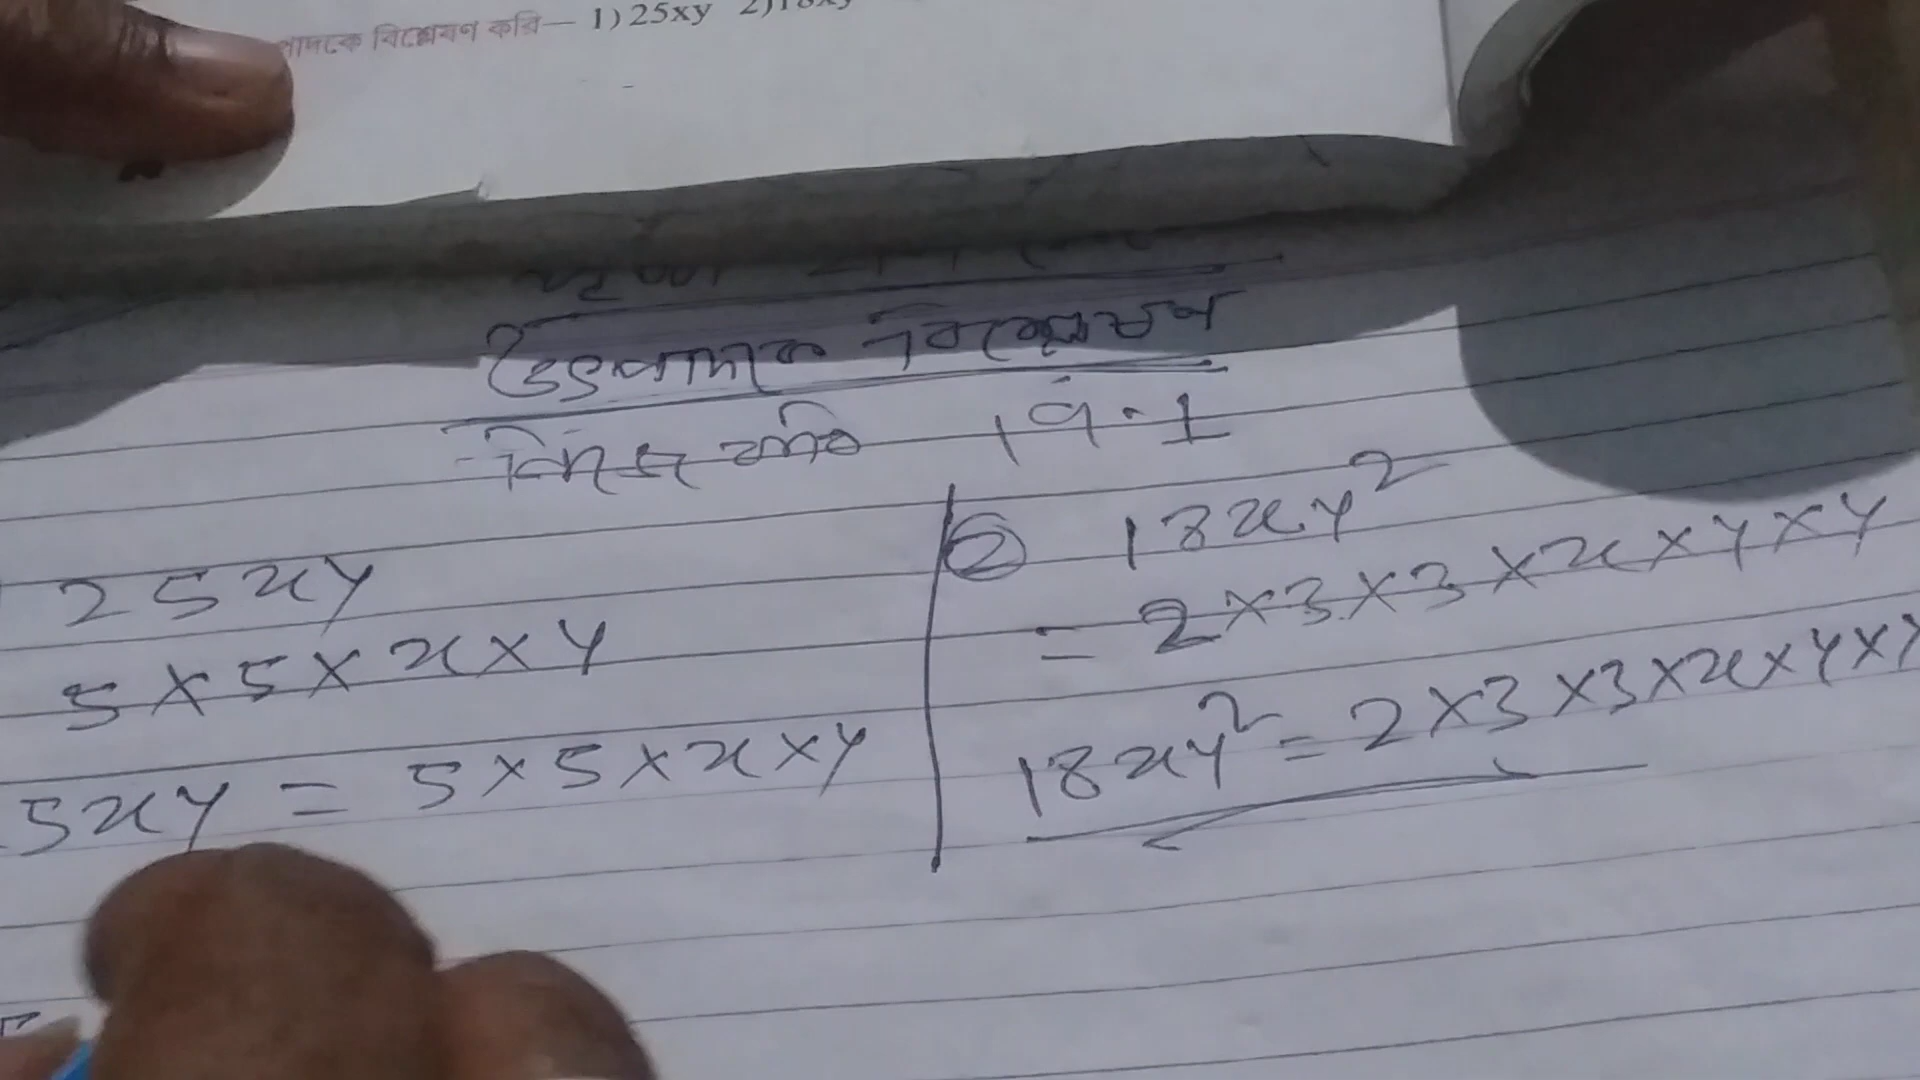 বিশ্লেষণ করি— 1) 25xy
উৎপাদকে বিশ্লেষণ
নিজে করি 17.1
25xy
5 × 5 × x × y
5xy = 5 × 5 × x × y
② 18xy²
= 2 × 3 × 3 × x × y × y
18xy² = 2 × 3 × 3 × x × y × y